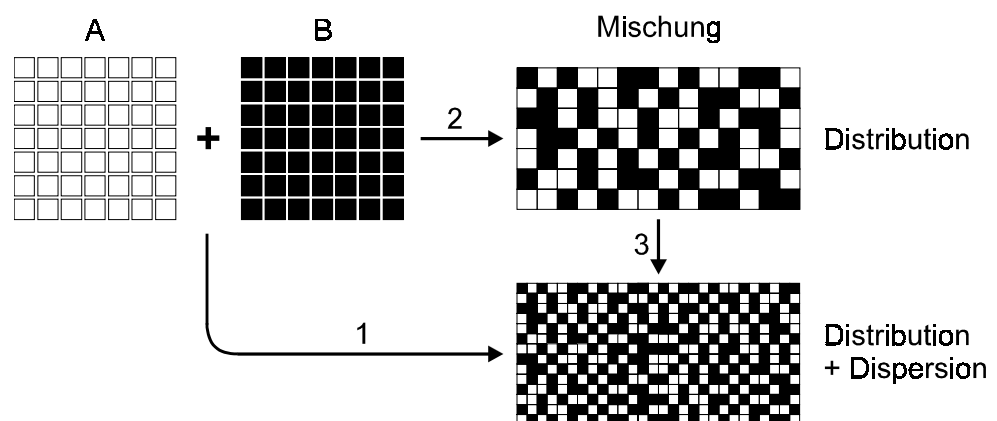 A
B
Mischung
+
2
Distribution
3
1
Distribution
+ Dispersion